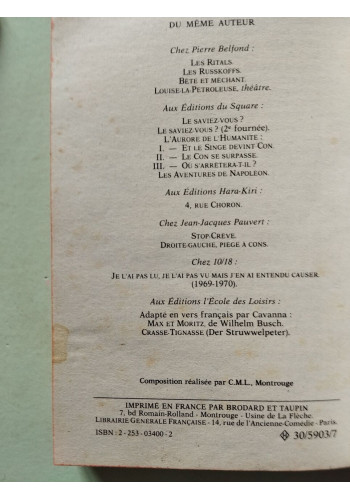 DU MÊME AUTEUR
Chez Pierre Belfond :
LES RITALS.
LES RUSSKOFFS.
BÊTE ET MÉCHANT.
LOUISE-LA PÉTROLEUSE, théâtre.
Aux Éditions du Square :
LE SAVIEZ-VOUS ?
LE SAVIEZ-VOUS ? (2e fournée).
L'AURORE DE L'HUMANITÉ :
I. — ET LE SINGE DEVINT CON.
II. — LE CON SE SURPASSE.
III. — OÙ S'ARRÊTERA-T-IL ?
LES AVENTURES DE NAPOLÉON.
Aux Éditions Hara-Kiri :
4, RUE CHORON.
Chez Jean-Jacques Pauvert :
STOP-CRÈVE.
DROITE-GAUCHE, PIÈGE À CONS.
Chez 10/18 :
JE L'AI PAS LU, JE L'AI PAS VU MAIS J'EN AI ENTENDU CAUSER.
(1969-1970).
Aux Éditions l'École des Loisirs :
Adapté en vers français par Cavanna :
MAX ET MORITZ, de Wilhelm Busch.
CRASSE-TIGNASSE (Der Struwwelpeter).
Composition réalisée par C.M.L., Montrouge
IMPRIMÉ EN FRANCE PAR BRODARD ET TAUPIN
7, bd Romain-Rolland - Montrouge - Usine de La Flèche.
LIBRAIRIE GÉNÉRALE FRANÇAISE - 14, rue de l'Ancienne-Comédie - Paris.
ISBN : 2 - 253 - 03400 - 2 30/5903/7